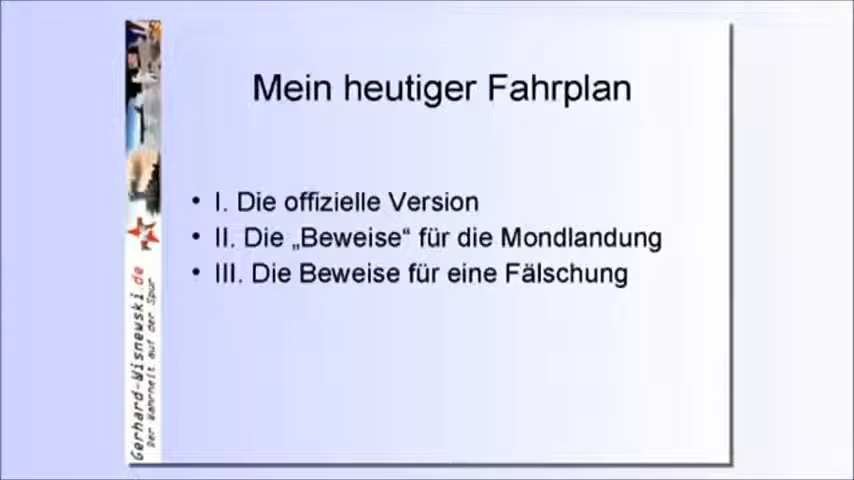 Mein heutiger Fahrplan
• I. Die offizielle Version
• II. Die „Beweise“ für die Mondlandung
• III. Die Beweise für eine Fälschung
Gerhard-Wisnewski.de
Der Wahrheit auf der Spur